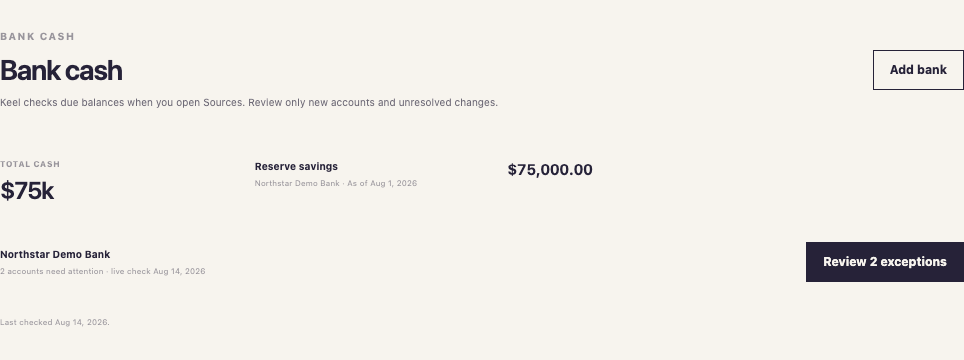 BANK CASH
Bank cash
Add bank
Keel checks due balances when you open Sources. Review only new accounts and unresolved changes.
TOTAL CASH
$75k
Reserve savings
Northstar Demo Bank · As of Aug 1, 2026
$75,000.00
Northstar Demo Bank
2 accounts need attention · live check Aug 14, 2026
Review 2 exceptions
Last checked Aug 14, 2026.